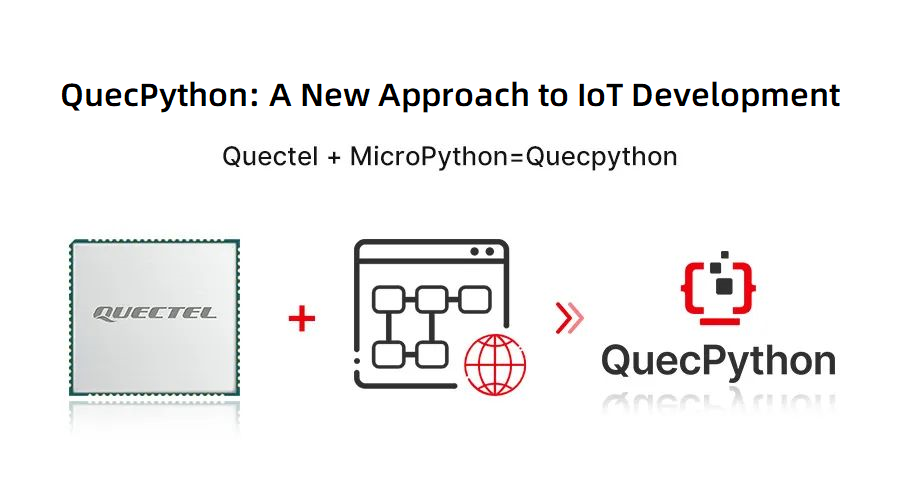 QuecPython: A New Approach to IoT Development
Quectel + MicroPython=Quecpython
QUECTEL
QuecPython